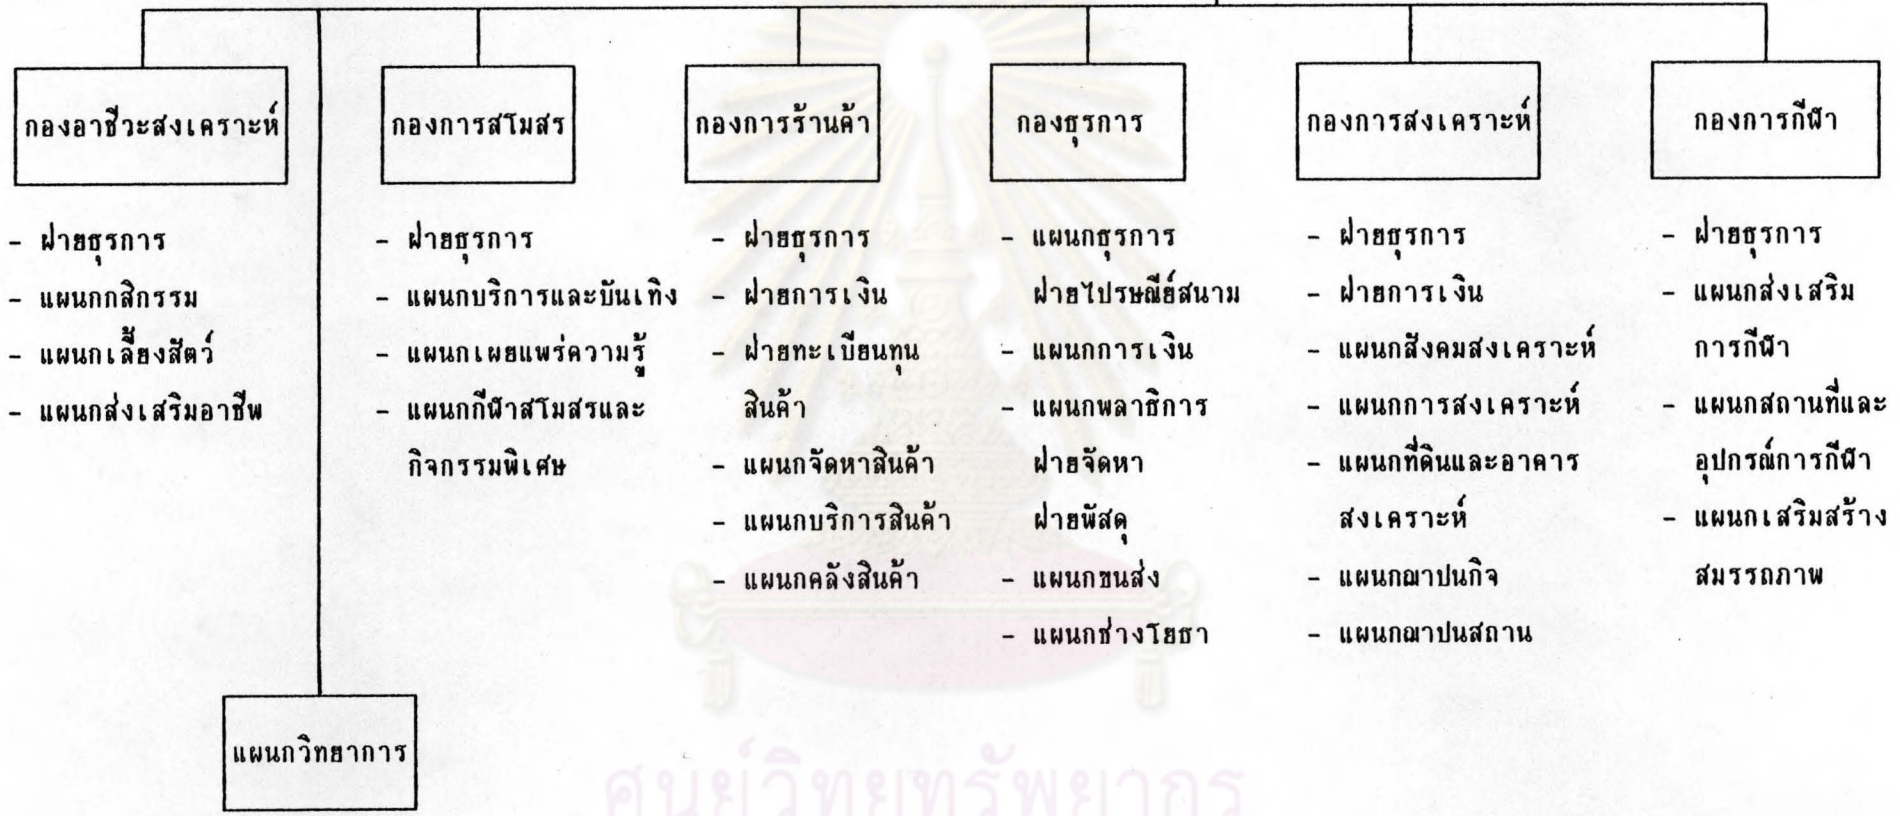 กองอาชีวะสงเคราะห์
- ฝ่ายธุรการ
- แผนกกสิกรรม
- แผนกเลี้ยงสัตว์
- แผนกส่งเสริมอาชีพ
แผนกวิทยาการ
กองการสโมสร
- ฝ่ายธุรการ
- แผนกบริการและบันเทิง
- แผนกเผยแพร่ความรู้
- แผนกกีฬาสโมสรและ
กิจกรรมพิเศษ
กองการร้านค้า
- ฝ่ายธุรการ
- ฝ่ายการเงิน
- ฝ่ายทะเบียนทุน
สินค้า
- แผนกจัดหาสินค้า
- แผนกบริการสินค้า
- แผนกคลังสินค้า
กองธุรการ
- แผนกธุรการ
ฝ่ายไปรษณีย์สนาม
- แผนกการเงิน
- แผนกพลาธิการ
ฝ่ายจัดหา
ฝ่ายพัสดุ
- แผนกขนส่ง
- แผนกช่างโยธา
กองการสงเคราะห์
- ฝ่ายธุรการ
- ฝ่ายการเงิน
- แผนกสังคมสงเคราะห์
- แผนกการสงเคราะห์
- แผนกที่ดินและอาคาร
สงเคราะห์
- แผนกฌาปนกิจ
- แผนกฌาปนสถาน
กองการกีฬา
- ฝ่ายธุรการ
- แผนกส่งเสริม
การกีฬา
- แผนกสถานที่และ
อุปกรณ์การกีฬา
- แผนกเสริมสร้าง
สมรรถภาพ
ศูนย์วิทยทรัพยากร